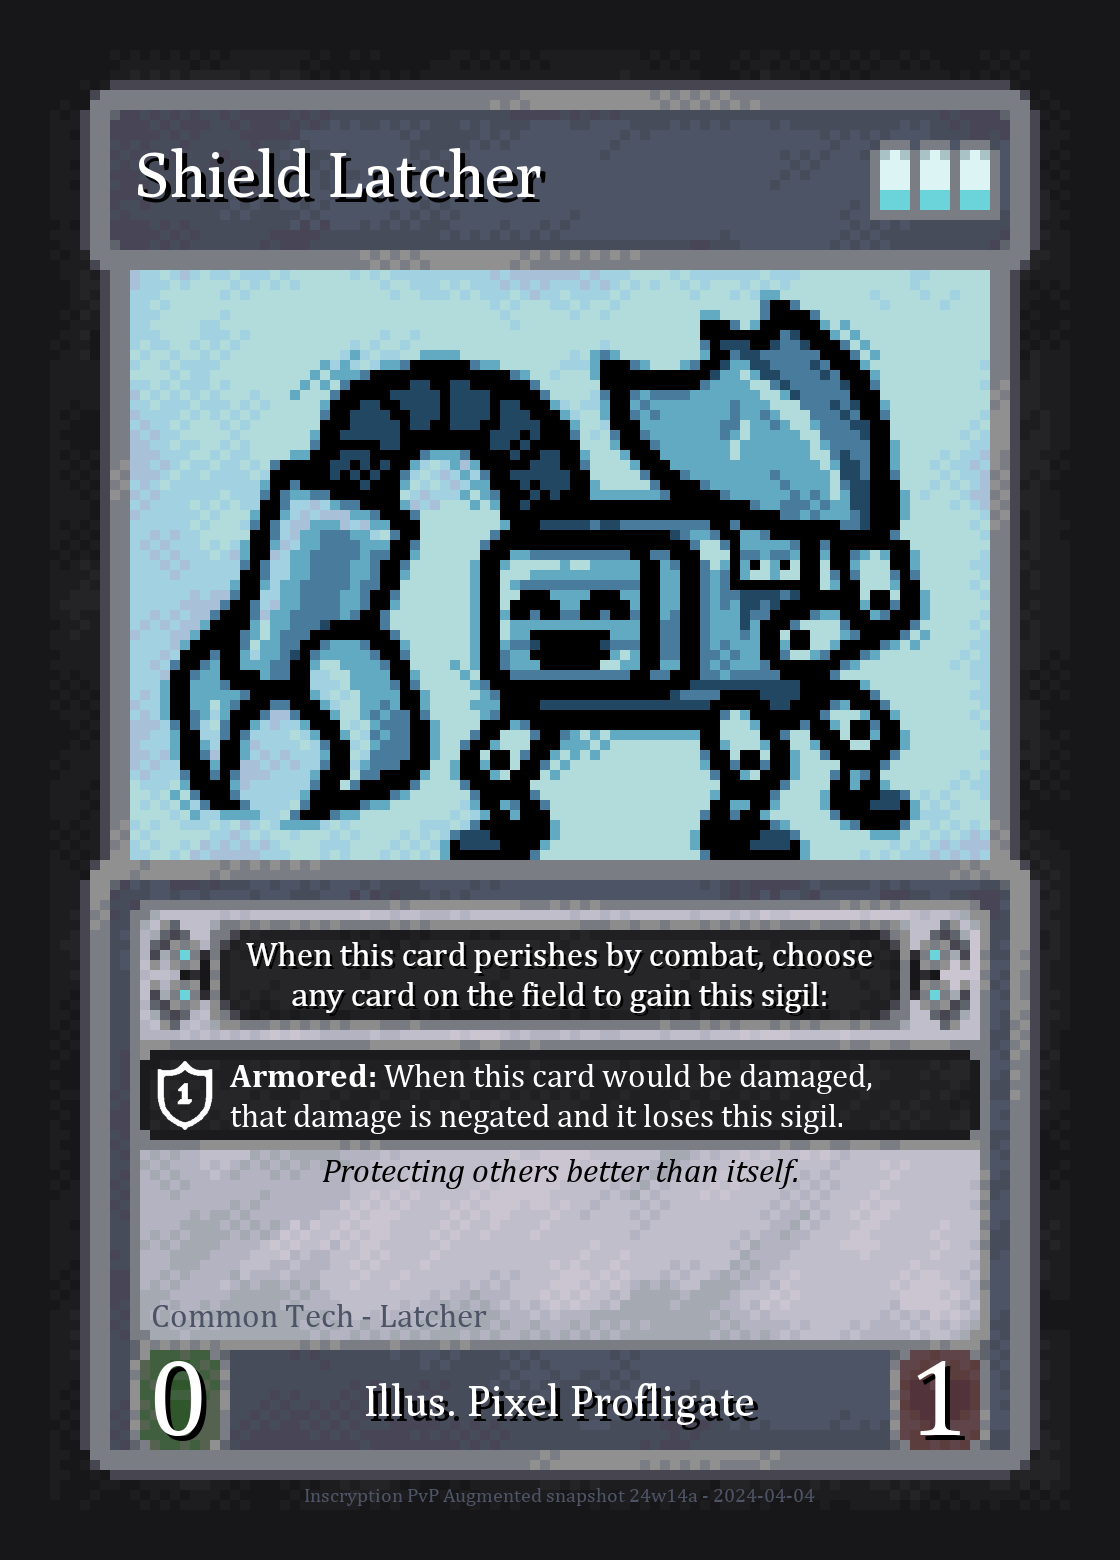 Shield Latcher
When this card perishes by combat, choose
any card on the field to gain this sigil:
1
Armored: When this card would be damaged,
that damage is negated and it loses this sigil.
Protecting others better than itself.
Common Tech - Latcher
0
Illus. Pixel Profligate
1
Inscryption PvP Augmented snapshot 24w14a - 2024-04-04